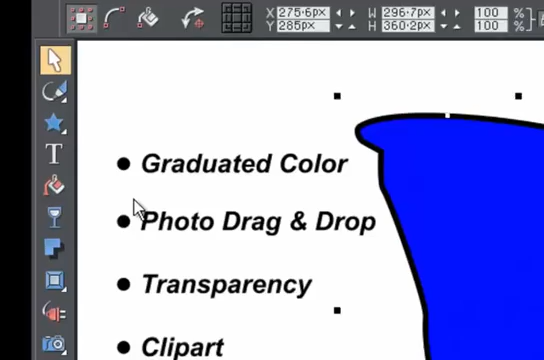 X 275.6px W 296.7px 100 %
Y 285px H 360.2px 100 %
T
• Graduated Color
• Photo Drag & Drop
• Transparency
• Clipart